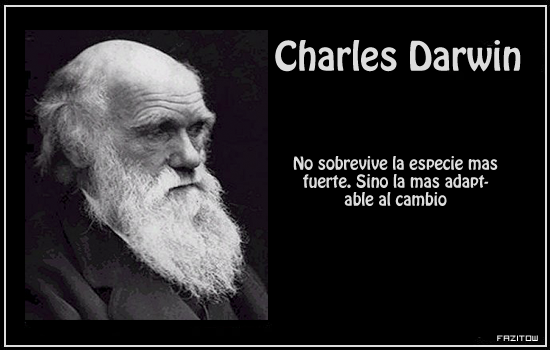 Charles Darwin
No sobrevive la especie mas
fuerte. Sino la mas adapt-
able al cambio
FAZITOW